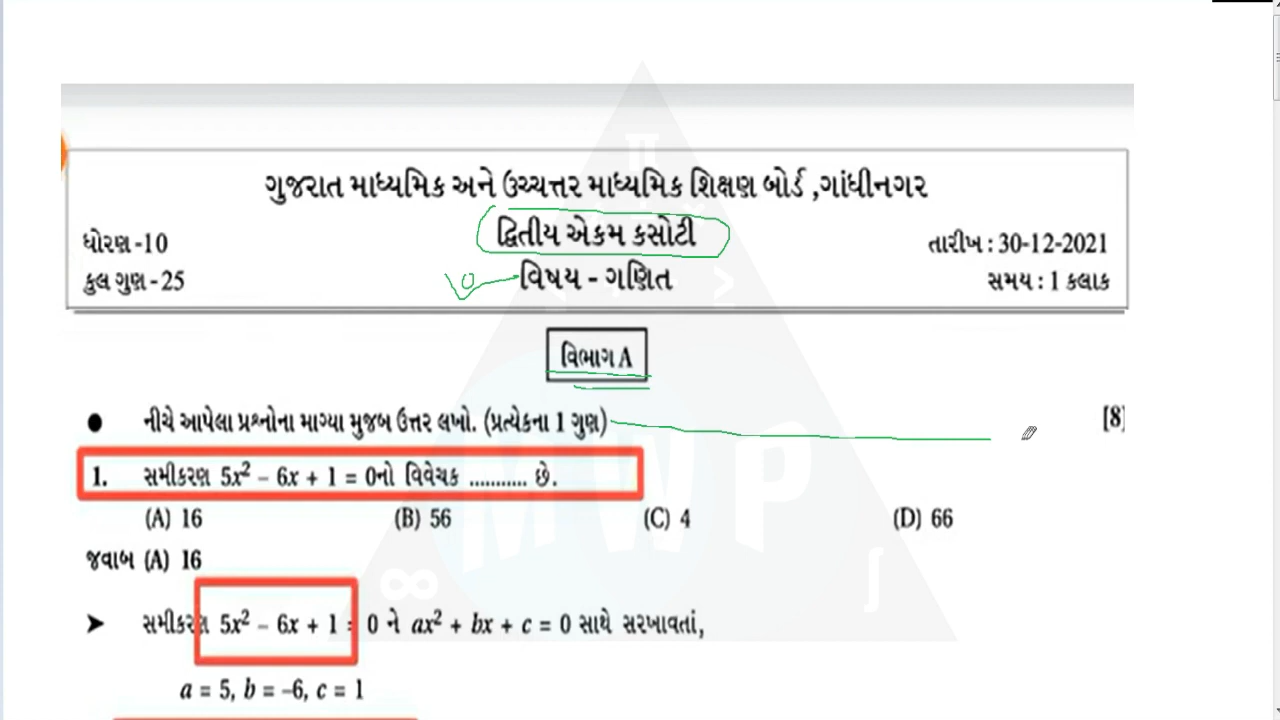 ગુજરાત માધ્યમિક અને ઉચ્ચત્તર માધ્યમિક શિક્ષણ બોર્ડ ,ગાંધીનગર
દ્વિતીય એકમ કસોટી
ધોરણ -10 તારીખ : 30-12-2021
વિષય - ગણિત
કુલ ગુણ - 25 સમય : 1 કલાક
વિભાગ A
● નીચે આપેલા પ્રશ્નોના માગ્યા મુજબ ઉત્તર લખો. (પ્રત્યેકના 1 ગુણ) [8]
1. સમીકરણ 5x² – 6x + 1 = 0નો વિવેચક ........... છે.
(A) 16 (B) 56 (C) 4 (D) 66
જવાબ (A) 16
➤ સમીકરણ 5x² – 6x + 1 = 0 ને ax² + bx + c = 0 સાથે સરખાવતાં,
a = 5, b = –6, c = 1
MWP